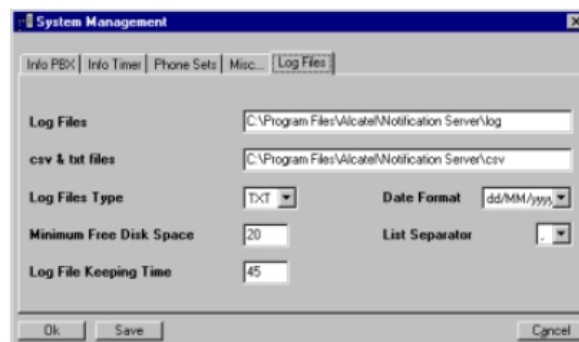 System Management
Info PBX Info Timer Phone Sets Misc... Log Files
Log Files C:\Program Files\Alcatel\Notification Server\log
csv & txt files C:\Program Files\Alcatel\Notification Server\csv
Log Files Type TXT Date Format dd/MM/yyyy
Minimum Free Disk Space 20 List Separator
Log File Keeping Time 45
Ok Save Cancel